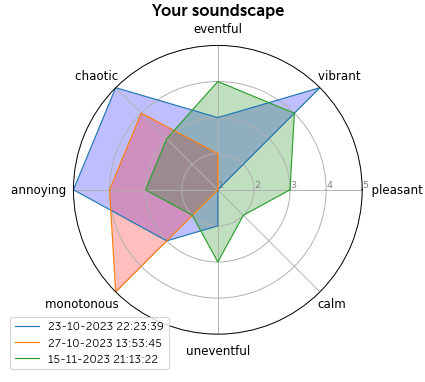 Your soundscape
eventful
chaotic
vibrant
annoying
1 2 3 4 5
pleasant
monotonous
calm
uneventful
23-10-2023 22:23:39
27-10-2023 13:53:45
15-11-2023 21:13:22